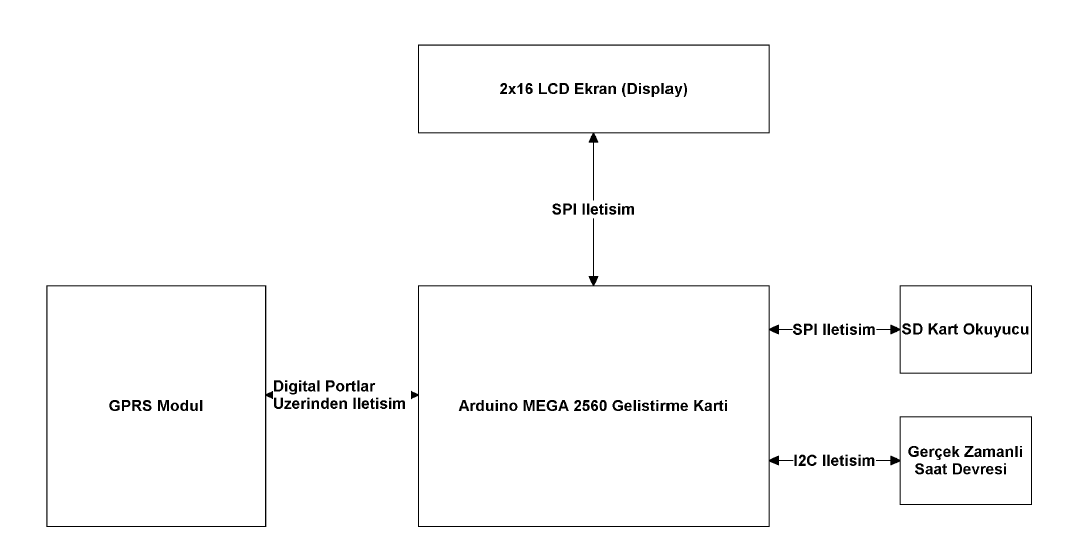 2x16 LCD Ekran (Display)
SPI Iletisim
GPRS Modul
Digital Portlar
Uzerinden Iletisim
Arduino MEGA 2560 Gelistirme Karti
SPI Iletisim
SD Kart Okuyucu
I2C Iletisim
Gerçek Zamanli
Saat Devresi